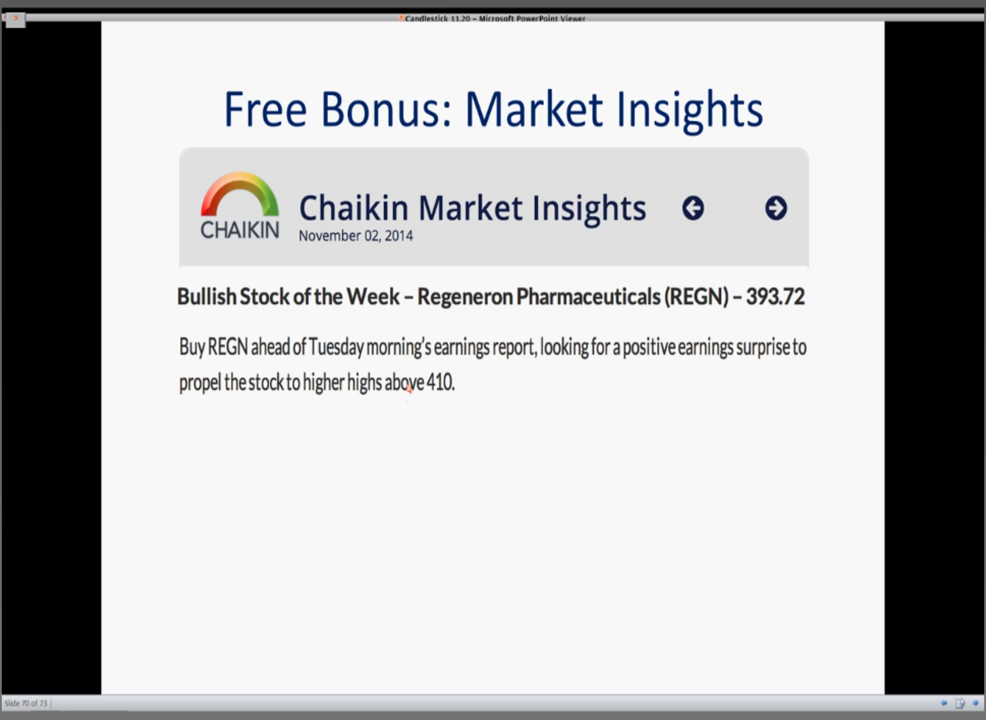 Candlestick 11.20 - Microsoft PowerPoint Viewer
Free Bonus: Market Insights
CHAIKIN
Chaikin Market Insights
November 02, 2014
Bullish Stock of the Week – Regeneron Pharmaceuticals (REGN) – 393.72
Buy REGN ahead of Tuesday morning's earnings report, looking for a positive earnings surprise to
propel the stock to higher highs above 410.
Slide 70 of 73